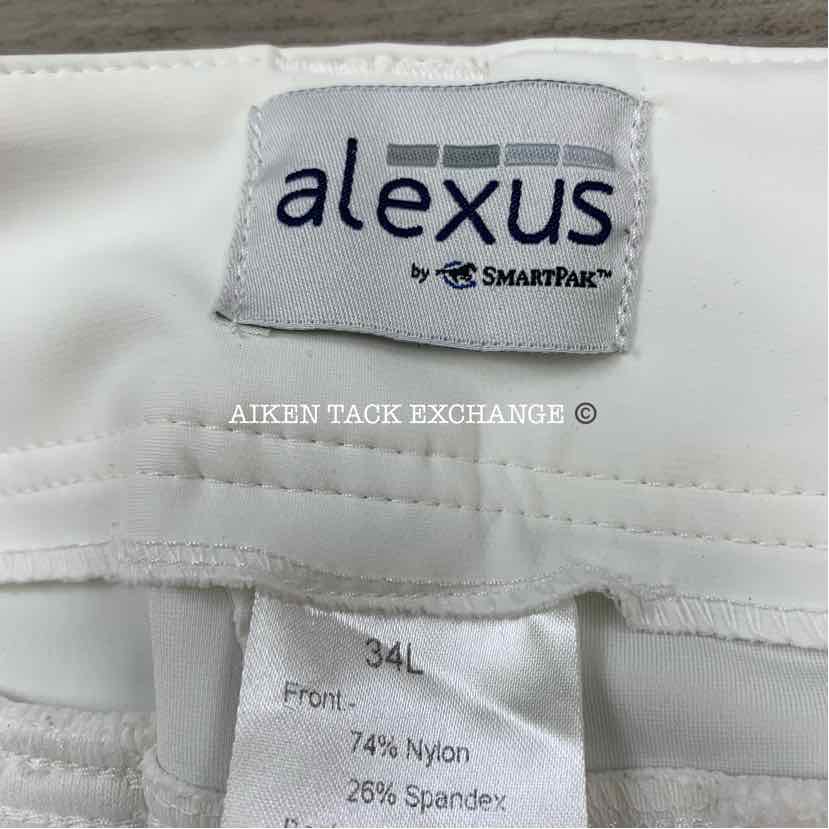 alexus
by SMARTPAK™
AIKEN TACK EXCHANGE ©
34L
Front:-
74% Nylon
26% Spandex